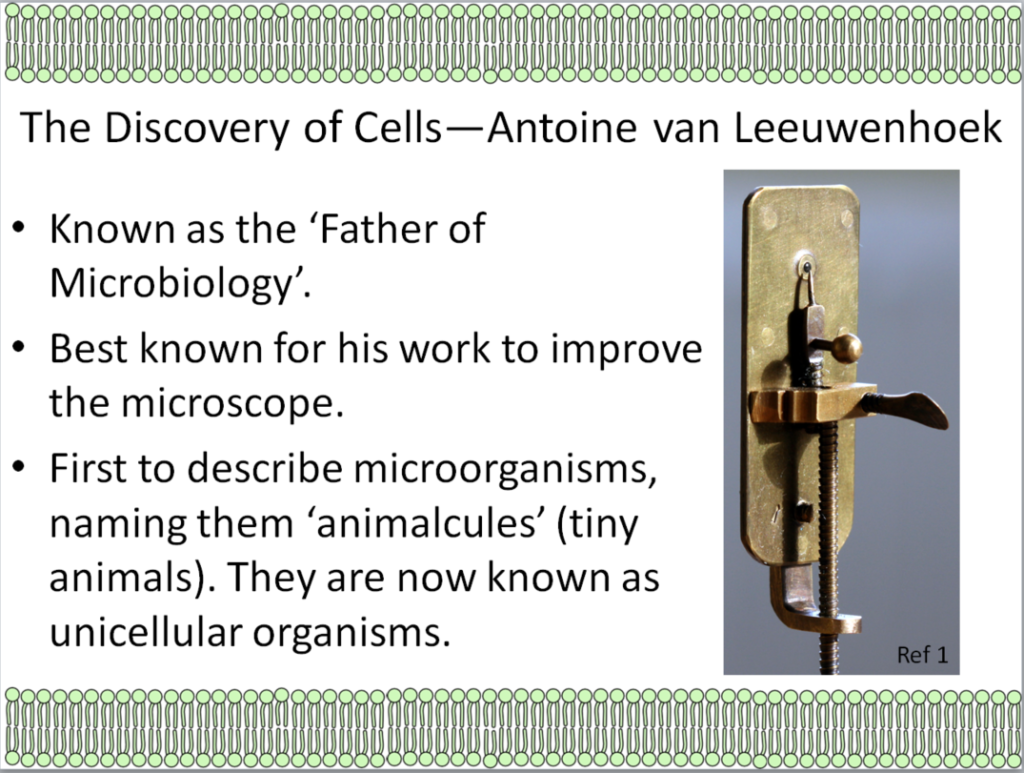 The Discovery of Cells—Antoine van Leeuwenhoek
• Known as the ‘Father of
Microbiology’.
• Best known for his work to improve
the microscope.
• First to describe microorganisms,
naming them ‘animalcules’ (tiny
animals). They are now known as
unicellular organisms.
Ref 1